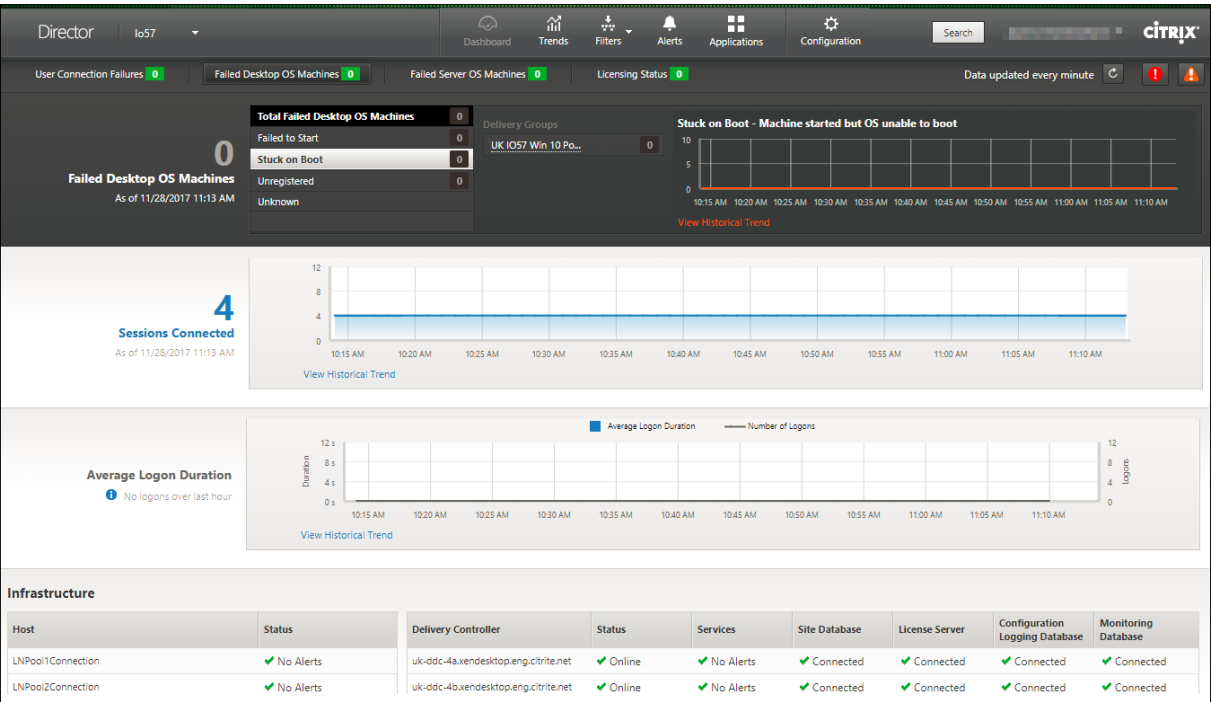 Director Io57 Dashboard Trends Filters Alerts Applications Configuration Search CİTRIX
User Connection Failures 0 Failed Desktop OS Machines 0 Failed Server OS Machines 0 Licensing Status 0 Data updated every minute
0
Failed Desktop OS Machines
As of 11/28/2017 11:13 AM
Total Failed Desktop OS Machines 0
Failed to Start 0
Stuck on Boot 0
Unregistered 0
Unknown
Delivery Groups
UK IO57 Win 10 Po... 0
Stuck on Boot - Machine started but OS unable to boot
10
5
0
10:15 AM 10:20 AM 10:25 AM 10:30 AM 10:35 AM 10:40 AM 10:45 AM 10:50 AM 10:55 AM 11:00 AM 11:05 AM 11:10 AM
View Historical Trend
4
Sessions Connected
As of 11/28/2017 11:13 AM
12
8
4
0
10:15 AM 10:20 AM 10:25 AM 10:30 AM 10:35 AM 10:40 AM 10:45 AM 10:50 AM 10:55 AM 11:00 AM 11:05 AM 11:10 AM
View Historical Trend
Average Logon Duration
No logons over last hour
Average Logon Duration Number of Logons
Duration
12 s
8 s
4 s
0 s
12
8
4
0
Logons
10:15 AM 10:20 AM 10:25 AM 10:30 AM 10:35 AM 10:40 AM 10:45 AM 10:50 AM 10:55 AM 11:00 AM 11:05 AM 11:10 AM
View Historical Trend
Infrastructure
Host Status
LNPool1Connection No Alerts
LNPool2Connection No Alerts
Delivery Controller Status Services Site Database License Server Configuration Logging Database Monitoring Database
uk-ddc-4a.xendesktop.eng.citrite.net Online No Alerts Connected Connected Connected Connected
uk-ddc-4b.xendesktop.eng.citrite.net Online No Alerts Connected Connected Connected Connected